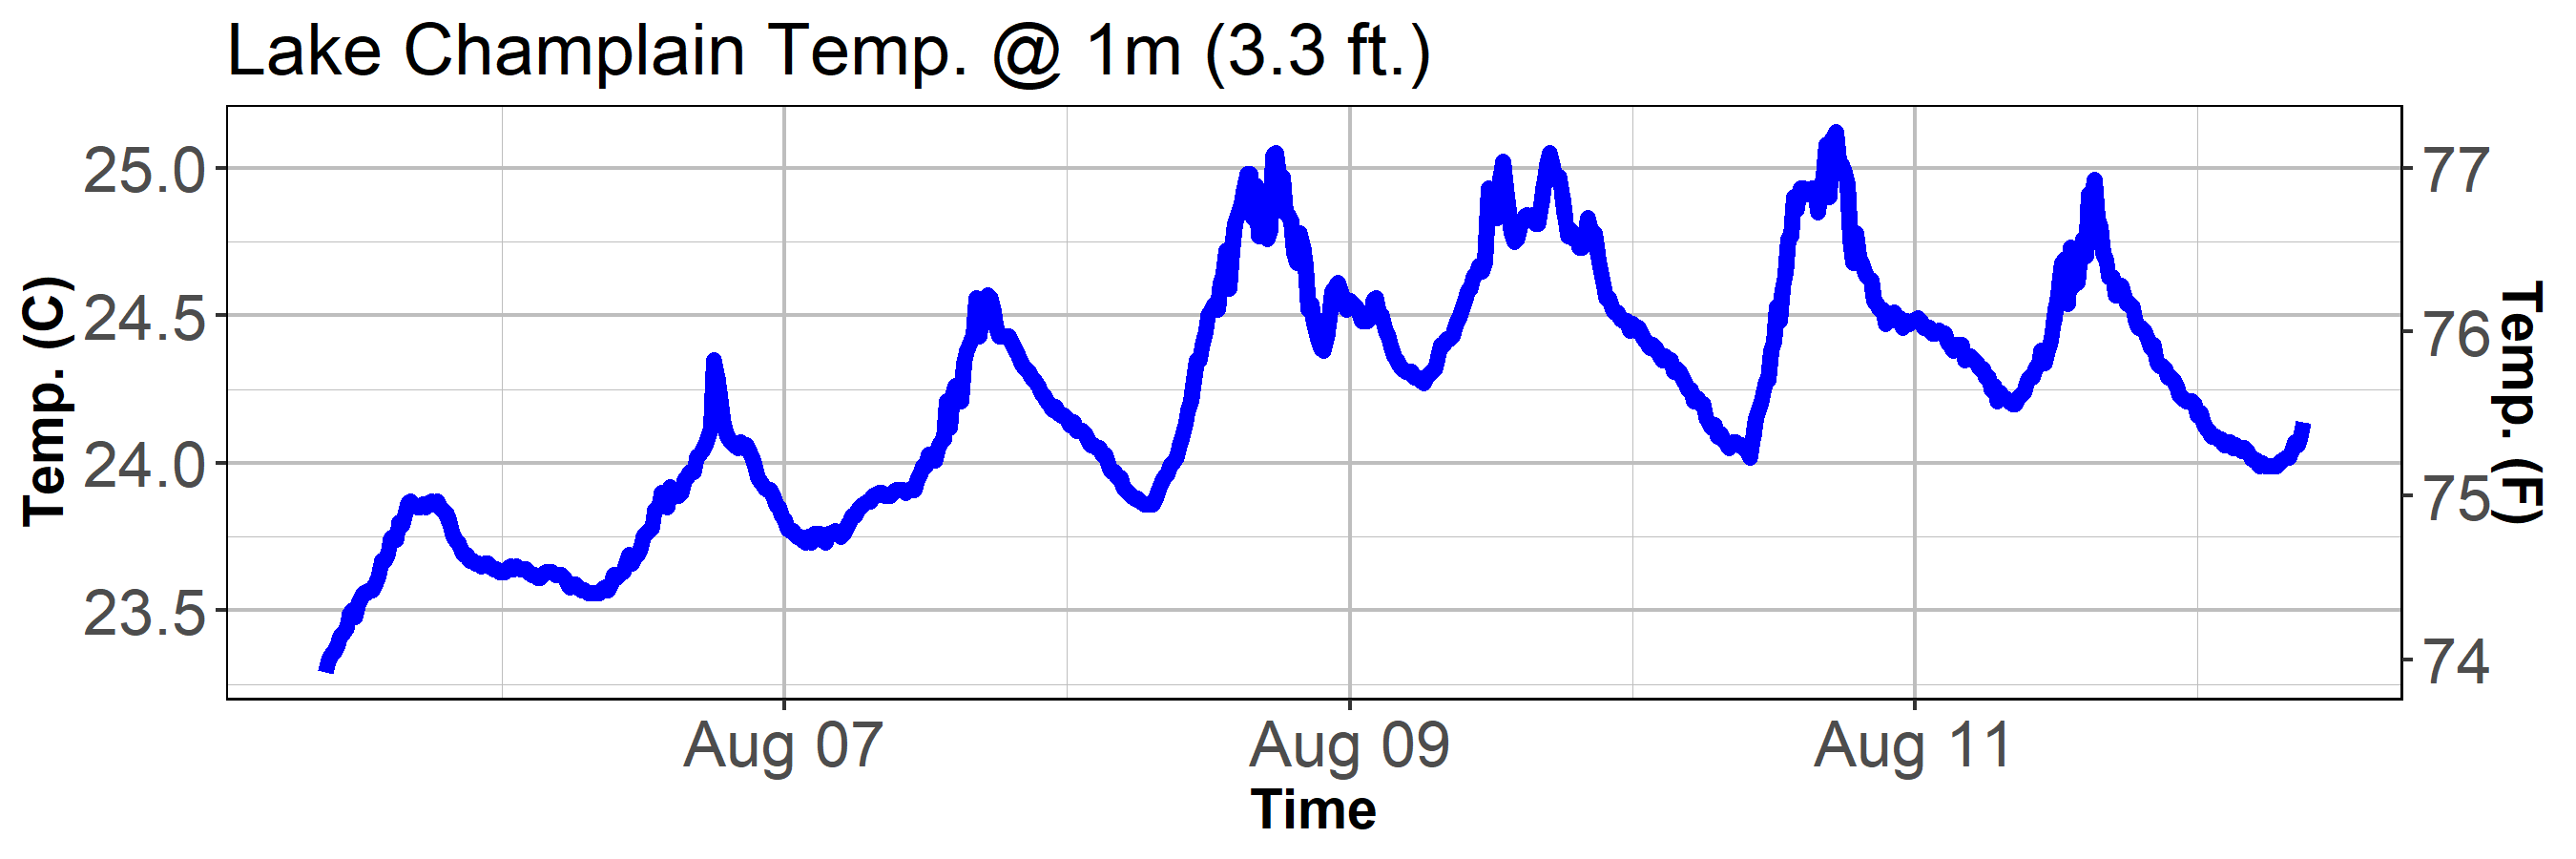 Lake Champlain Temp. @ 1m (3.3 ft.)
Temp. (C)
25.0
24.5
24.0
23.5
77
76
75
74
Temp. (F)
Aug 07
Aug 09
Aug 11
Time